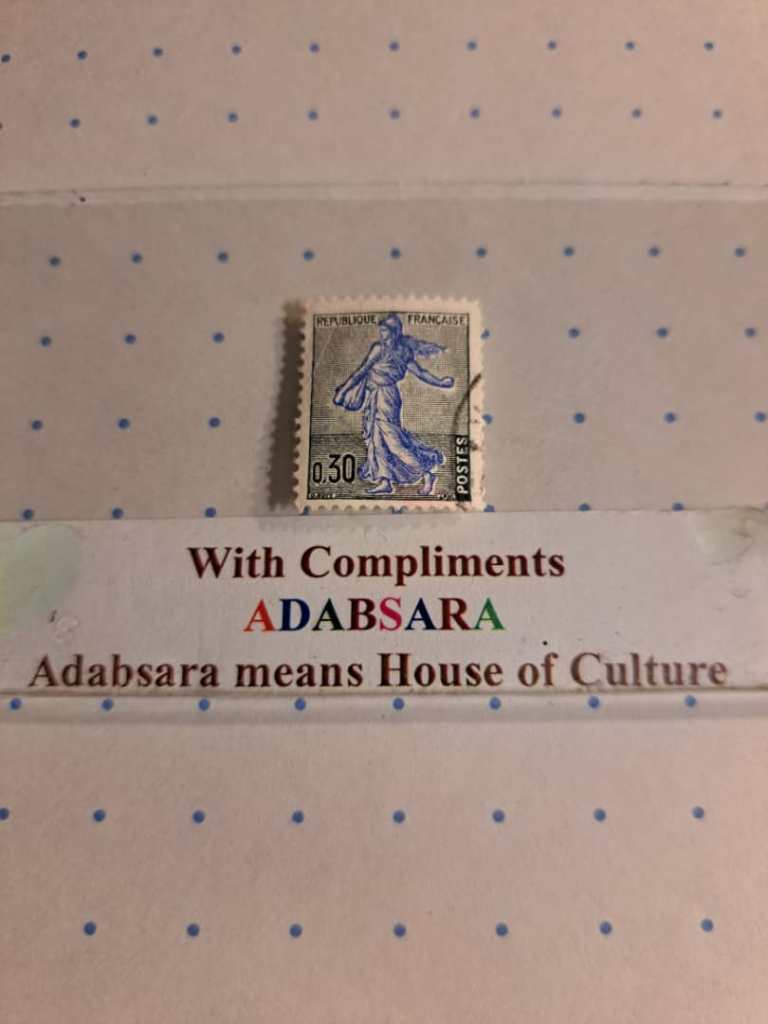 REPUBLIQUE FRANÇAISE
0,30
POSTES
With Compliments
ADABSARA
Adabsara means House of Culture